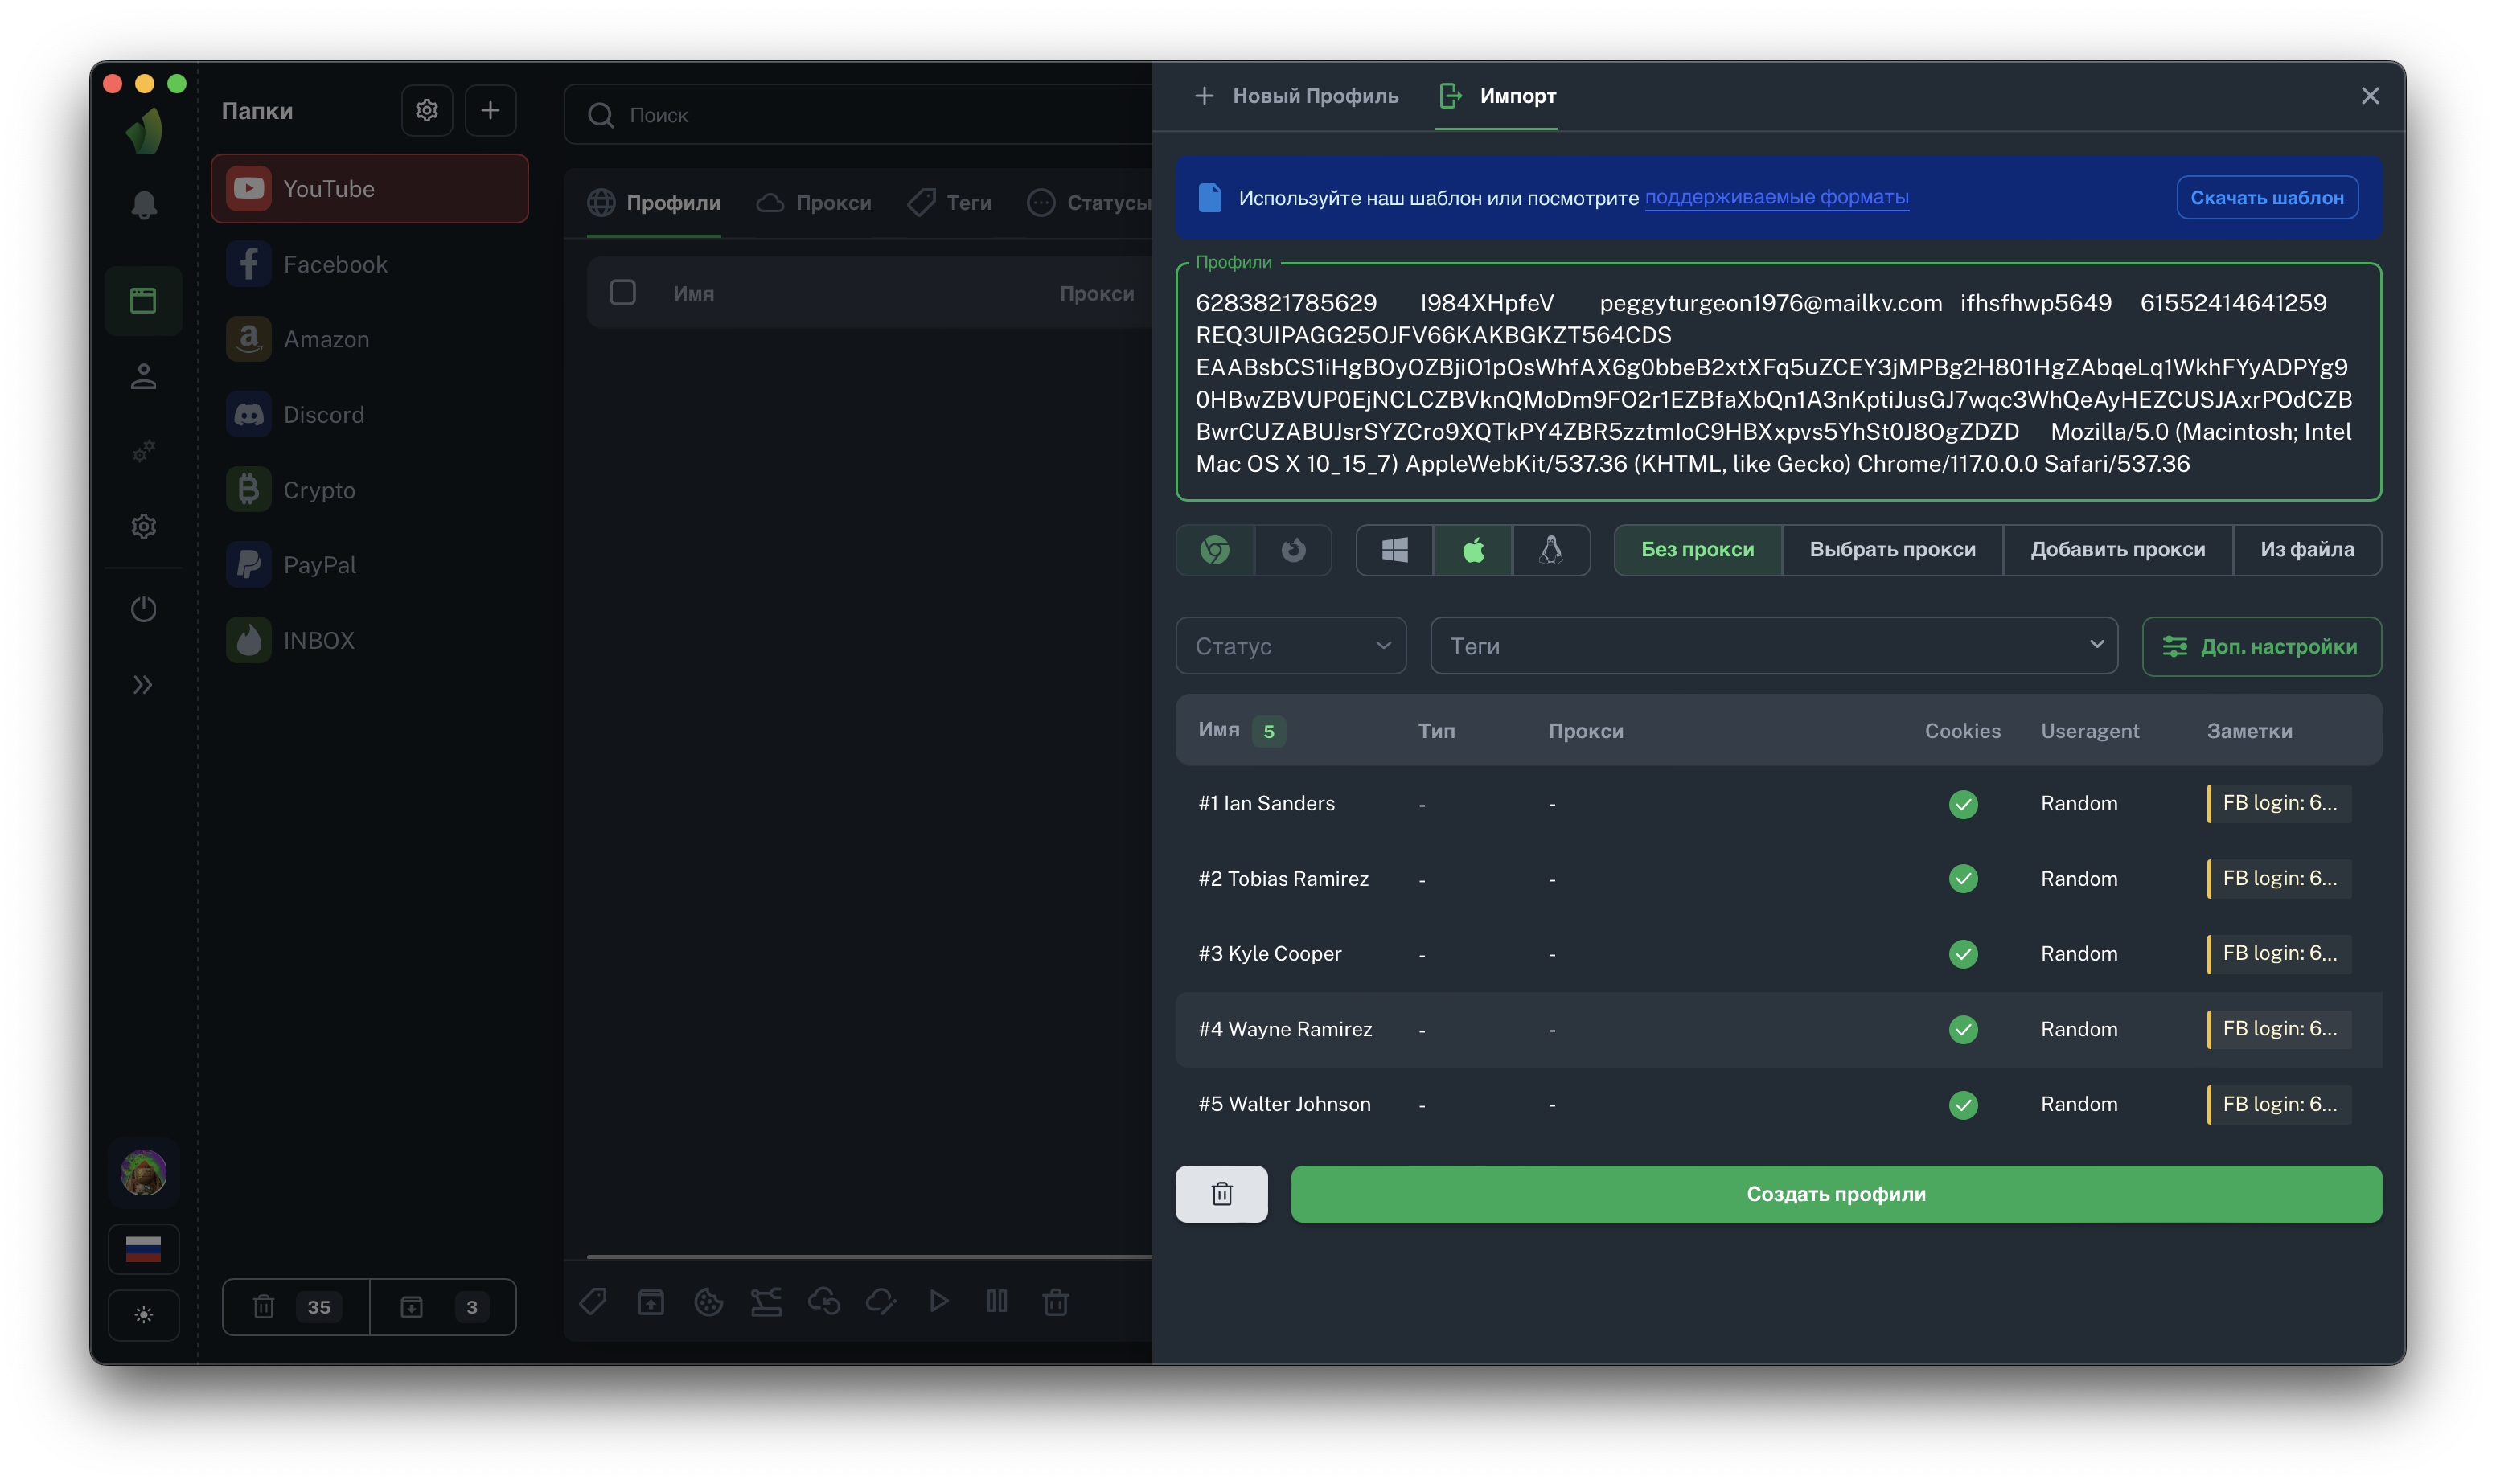 Папки
YouTube
Facebook
Amazon
Discord
Crypto
PayPal
INBOX
35
3
Поиск
Профили
Прокси
Теги
Статусы
Имя
Прокси
Новый Профиль
Импорт
Используйте наш шаблон или посмотрите поддерживаемые форматы
Скачать шаблон
Профили
6283821785629 I984XHpfeV peggyturgeon1976@mailkv.com ifhsfhwp5649 61552414641259
REQ3UIPAGG25OJFV66KAKBGKZT564CDS
EAABsbCS1iHgBOyOZBjiO1pOsWhfAX6g0bbeB2xtXFq5uZCEY3jMPBg2H801HgZAbqeLq1WkhFYyADPYg9
0HBwZBVUP0EjNCLCZBVknQMoDm9FO2r1EZBfaXbQn1A3nKptiJusGJ7wqc3WhQeAyHEZCUSJAxrPOdCZB
BwrCUZABUJsrSYZCro9XQTkPY4ZBR5zztmIoC9HBXxpvs5YhSt0J8OgZDZD Mozilla/5.0 (Macintosh; Intel
Mac OS X 10_15_7) AppleWebKit/537.36 (KHTML, like Gecko) Chrome/117.0.0.0 Safari/537.36
Без прокси
Выбрать прокси
Добавить прокси
Из файла
Статус
Теги
Доп. настройки
Имя 5 Тип Прокси Cookies Useragent Заметки
#1 Ian Sanders - - Random FB login: 6...
#2 Tobias Ramirez - - Random FB login: 6...
#3 Kyle Cooper - - Random FB login: 6...
#4 Wayne Ramirez - - Random FB login: 6...
#5 Walter Johnson - - Random FB login: 6...
Создать профили